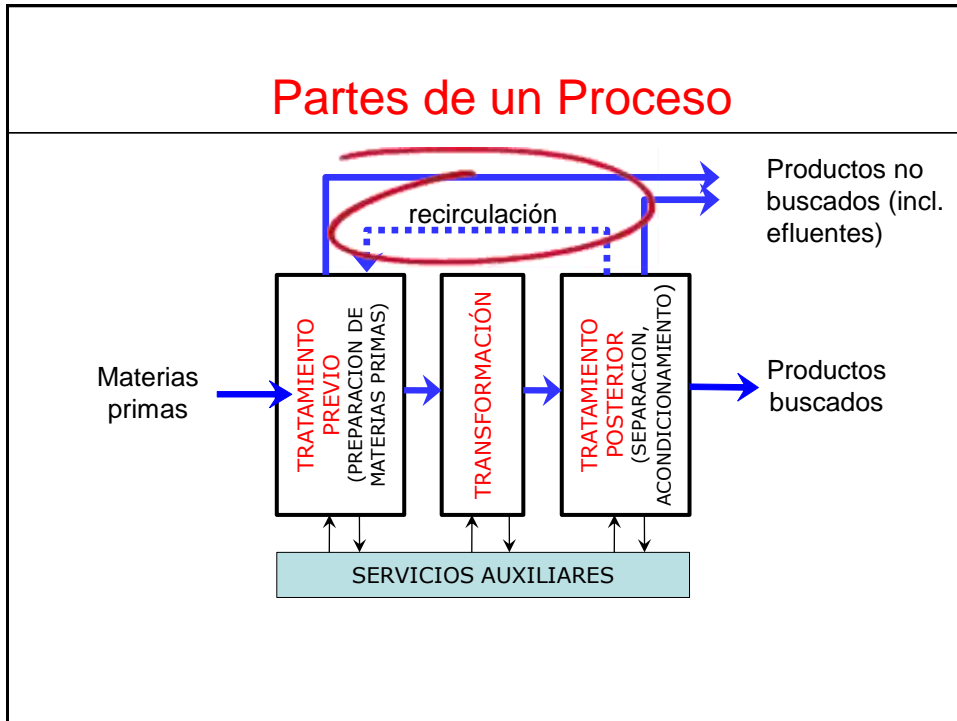 Partes de un Proceso
Productos no
buscados (incl.
efluentes)
recirculación
Materias
primas
TRATAMIENTO
PREVIO
(PREPARACION DE
MATERIAS PRIMAS)
TRANSFORMACIÓN
TRATAMIENTO
POSTERIOR
(SEPARACION,
ACONDICIONAMIENTO)
Productos
buscados
SERVICIOS AUXILIARES